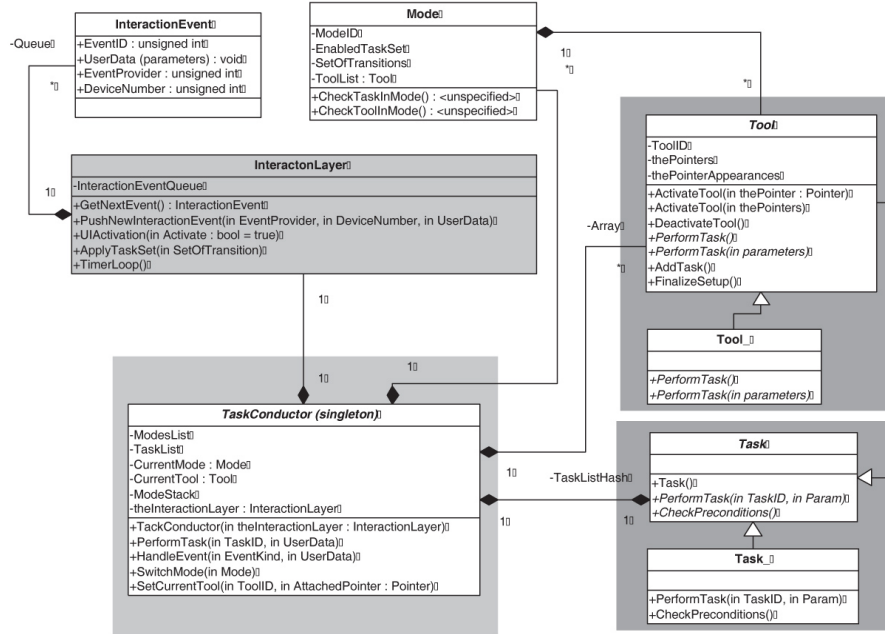 InteractionEvent
+EventID : unsigned int
+UserData (parameters) : void
+EventProvider : unsigned int
+DeviceNumber : unsigned int
-Queue
*
1
Mode
-ModeID
-EnabledTaskSet
-SetOfTransitions
-ToolList : Tool
+CheckTaskInMode() : <unspecified>
+CheckToolInMode() : <unspecified>
1
*
*
InteractonLayer
-InteractionEventQueue
+GetNextEvent() : InteractionEvent
+PushNewInteractionEvent(in EventProvider, in DeviceNumber, in UserData)
+UIActivation(in Activate : bool = true)
+ApplyTaskSet(in SetOfTransition)
+TimerLoop()
1
1
1
Tool
-ToolID
-thePointers
-thePointerAppearances
+ActivateTool(in thePointer : Pointer)
+ActivateTool(in thePointers)
+DeactivateTool()
+PerformTask()
+PerformTask(in parameters)
+AddTask()
+FinalizeSetup()
-Array
*
Tool_
+PerformTask()
+PerformTask(in parameters)
TaskConductor (singleton)
-ModesList
-TaskList
-CurrentMode : Mode
-CurrentTool : Tool
-ModeStack
-theInteractionLayer : InteractionLayer
+TackConductor(in theInteractionLayer : InteractionLayer)
+PerformTask(in TaskID, in UserData)
+HandleEvent(in EventKind, in UserData)
+SwitchMode(in Mode)
+SetCurrentTool(in ToolID, in AttachedPointer : Pointer)
1
-TaskListHash
1
1
Task
+Task()
+PerformTask(in TaskID, in Param)
+CheckPreconditions()
Task_
+PerformTask(in TaskID, in Param)
+CheckPreconditions()